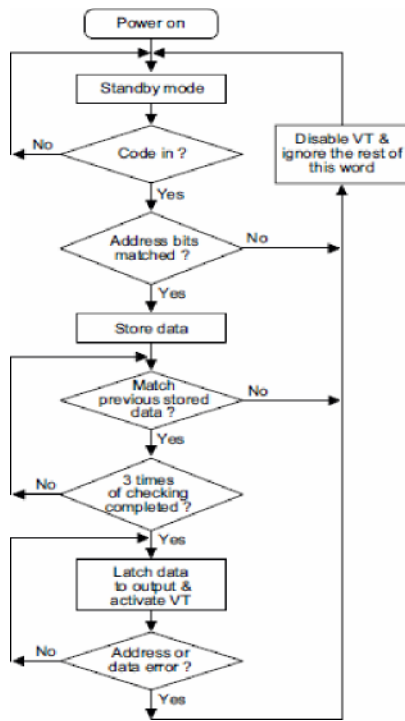 Power on
Standby mode
No
Code in ?
Yes
Disable VT &
ignore the rest of
this word
Address bits
matched ?
No
Yes
Store data
Match
previous stored
data ?
No
Yes
3 times
of checking
completed ?
No
Yes
Latch data
to output &
activate VT
No
Address or
data error ?
Yes